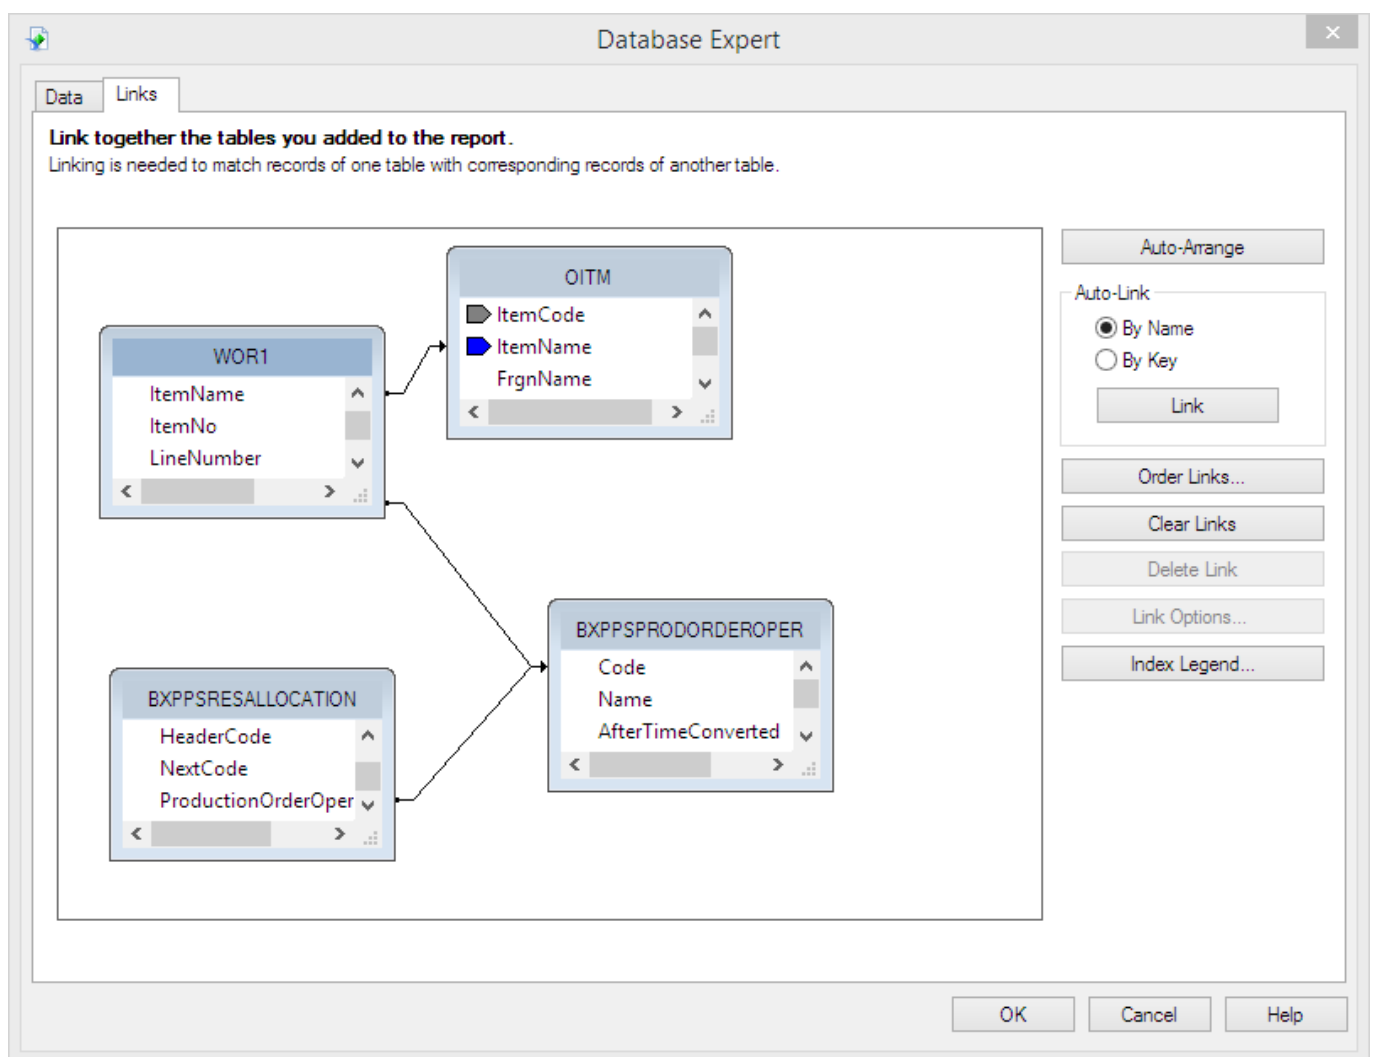 Database Expert
Data
Links
Link together the tables you added to the report.
Linking is needed to match records of one table with corresponding records of another table.
OITM
ItemCode
ItemName
FrgnName
WOR1
ItemName
ItemNo
LineNumber
BXPPSPRODORDEROPER
Code
Name
AfterTimeConverted
BXPPSRESALLOCATION
HeaderCode
NextCode
ProductionOrderOper
Auto-Arrange
Auto-Link
By Name
By Key
Link
Order Links...
Clear Links
Delete Link
Link Options...
Index Legend...
OK
Cancel
Help